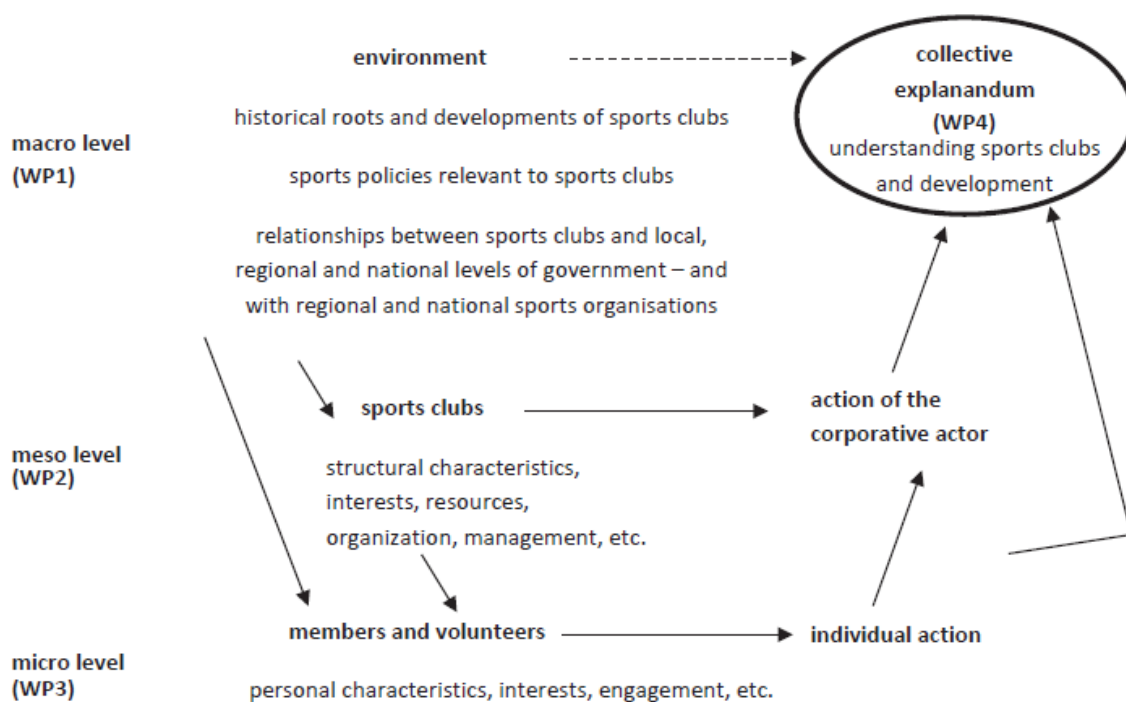 environment
collective
explanandum
(WP4)
understanding sports clubs
and development
historical roots and developments of sports clubs
macro level
(WP1)
sports policies relevant to sports clubs
relationships between sports clubs and local,
regional and national levels of government – and
with regional and national sports organisations
sports clubs
action of the
corporative actor
meso level
(WP2)
structural characteristics,
interests, resources,
organization, management, etc.
members and volunteers
individual action
micro level
(WP3)
personal characteristics, interests, engagement, etc.